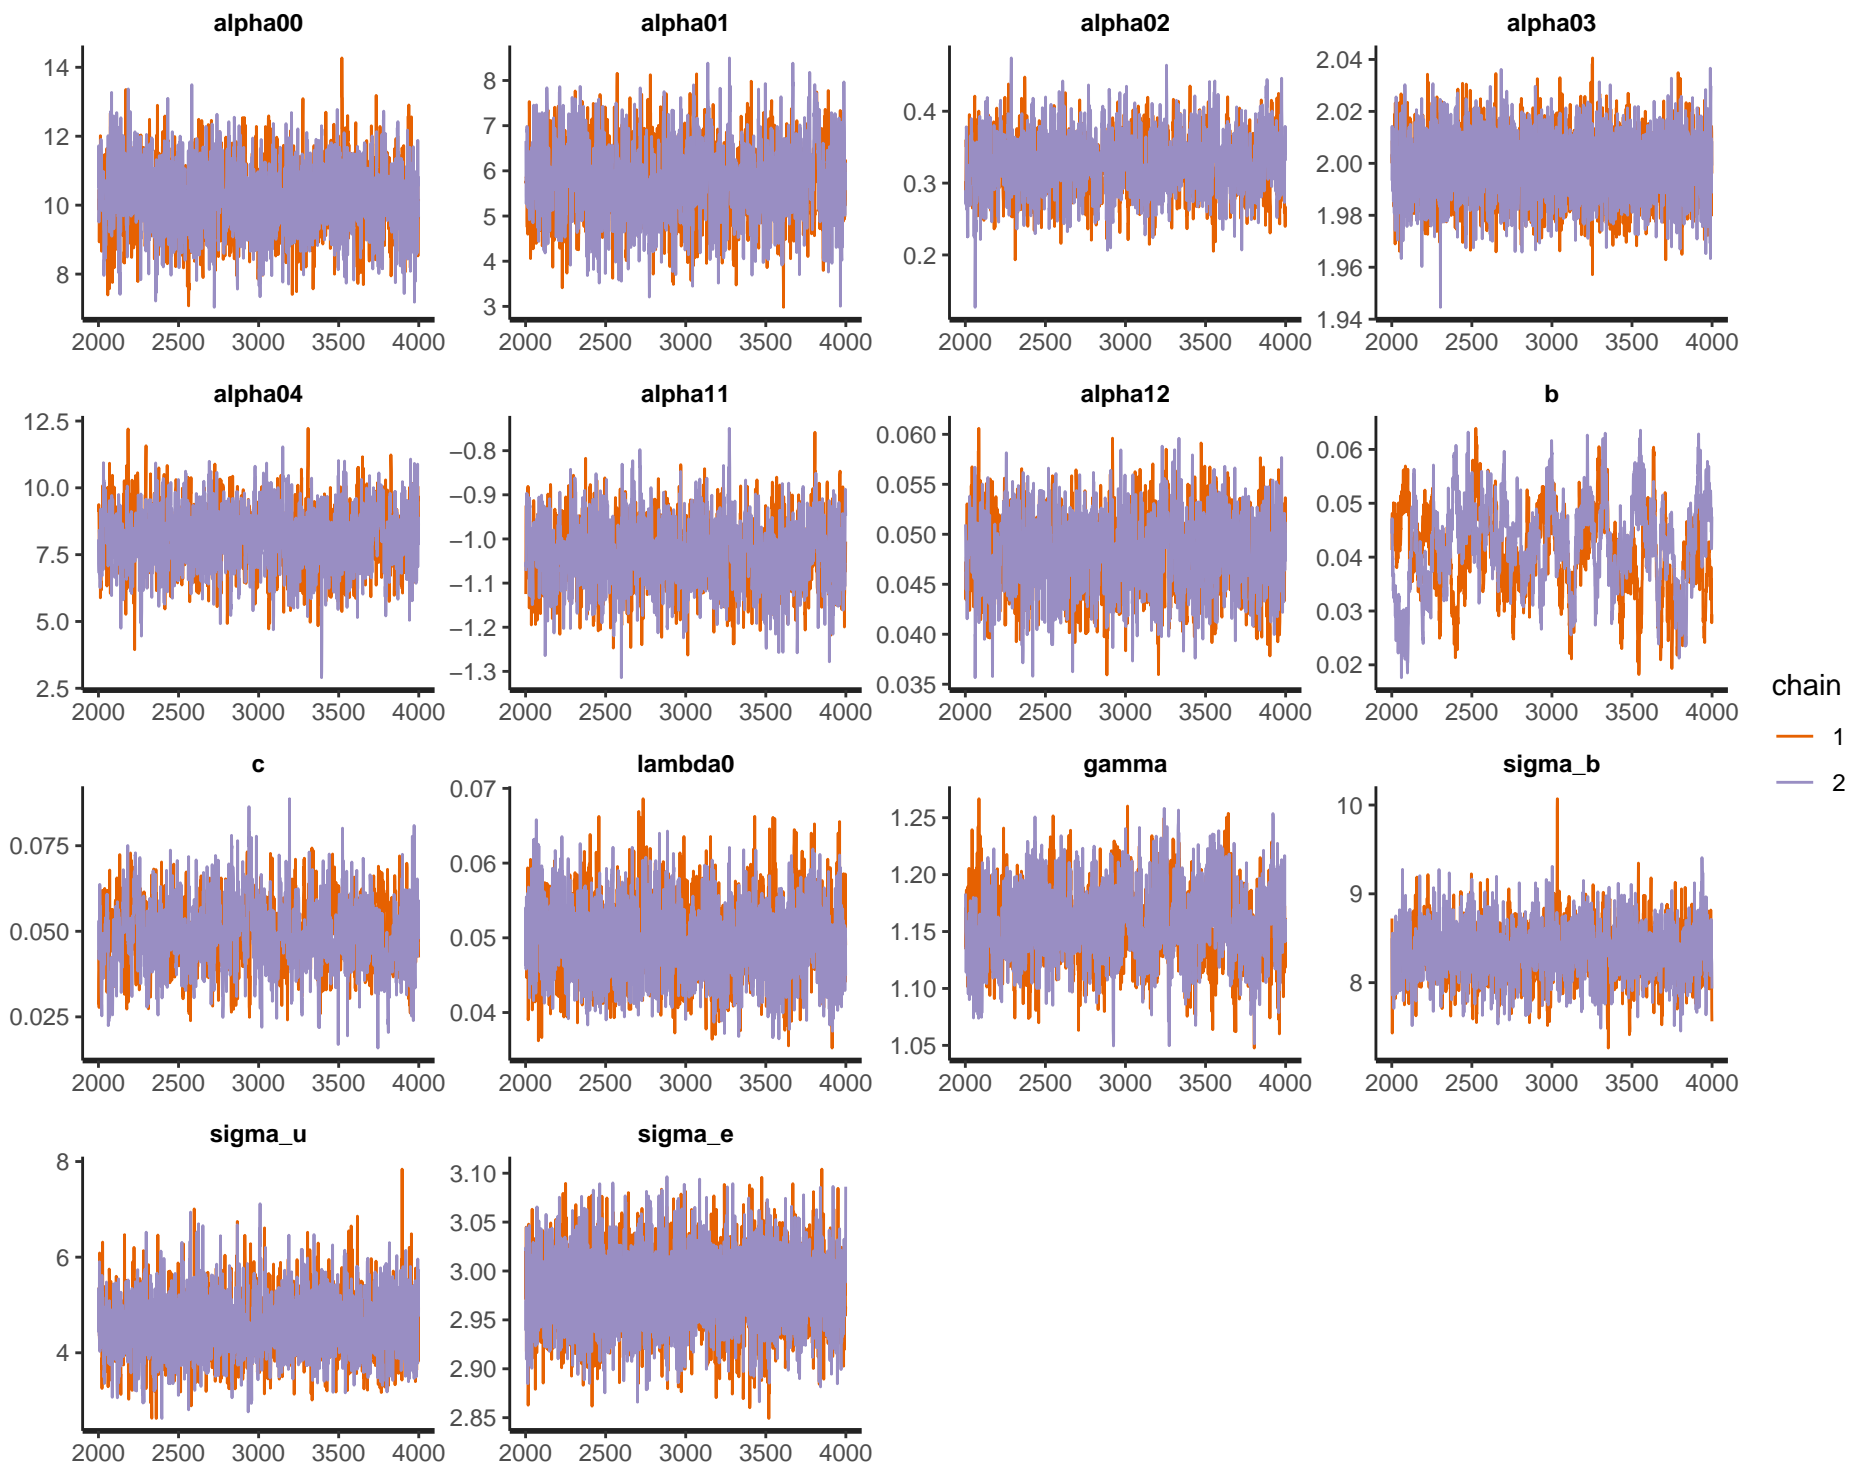 alpha00 alpha01 alpha02 alpha03
14 12 10 8
8 7 6 5 4 3
0.4 0.3 0.2
2.04 2.02 2.00 1.98 1.96 1.94
2000 2500 3000 3500 4000 2000 2500 3000 3500 4000 2000 2500 3000 3500 4000 2000 2500 3000 3500 4000
alpha04 alpha11 alpha12 b
12.5 10.0 7.5 5.0 2.5
−0.8 −0.9 −1.0 −1.1 −1.2 −1.3
0.060 0.055 0.050 0.045 0.040 0.035
0.06 0.05 0.04 0.03 0.02
2000 2500 3000 3500 4000 2000 2500 3000 3500 4000 2000 2500 3000 3500 4000 2000 2500 3000 3500 4000
c lambda0 gamma sigma_b
0.075 0.050 0.025
0.07 0.06 0.05 0.04
1.25 1.20 1.15 1.10 1.05
10 9 8
2000 2500 3000 3500 4000 2000 2500 3000 3500 4000 2000 2500 3000 3500 4000 2000 2500 3000 3500 4000
sigma_u sigma_e
8 6 4
3.10 3.05 3.00 2.95 2.90 2.85
2000 2500 3000 3500 4000 2000 2500 3000 3500 4000
chain
1
2